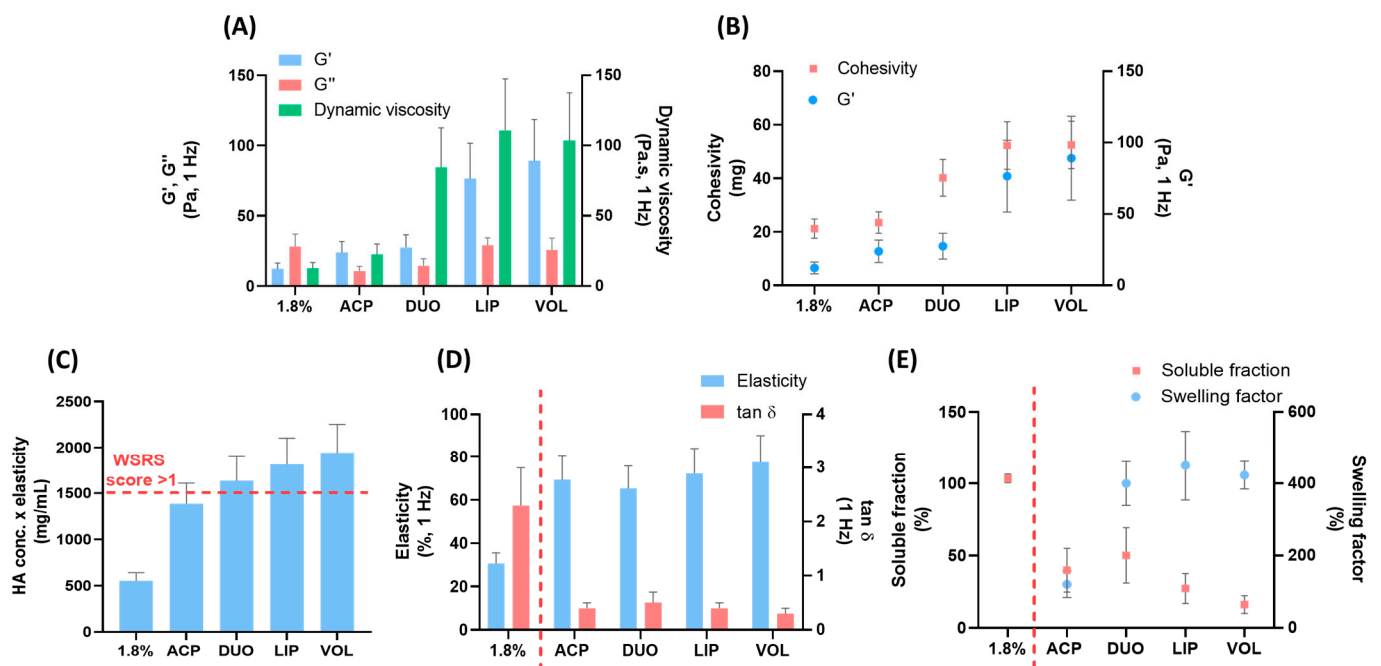 (A)
G'
G''
Dynamic viscosity
150
100
50
0
G', G''
(Pa, 1 Hz)
150
100
50
0
Dynamic viscosity
(Pa.s, 1 Hz)
1.8% ACP DUO LIP VOL
(B)
Cohesivity
G'
80
60
40
20
0
Cohesivity
(mg)
150
100
50
0
G'
(Pa, 1 Hz)
1.8% ACP DUO LIP VOL
(C)
2500
2000
1500
1000
500
0
HA conc. x elasticity
(mg/mL)
WSRS
score >1
1.8% ACP DUO LIP VOL
(D)
Elasticity
tan δ
100
80
60
40
20
0
Elasticity
(%, 1 Hz)
4
3
2
1
0
tan δ
(1 Hz)
1.8% ACP DUO LIP VOL
(E)
Soluble fraction
Swelling factor
150
100
50
0
Soluble fraction
(%)
600
400
200
0
Swelling factor
(%)
1.8% ACP DUO LIP VOL